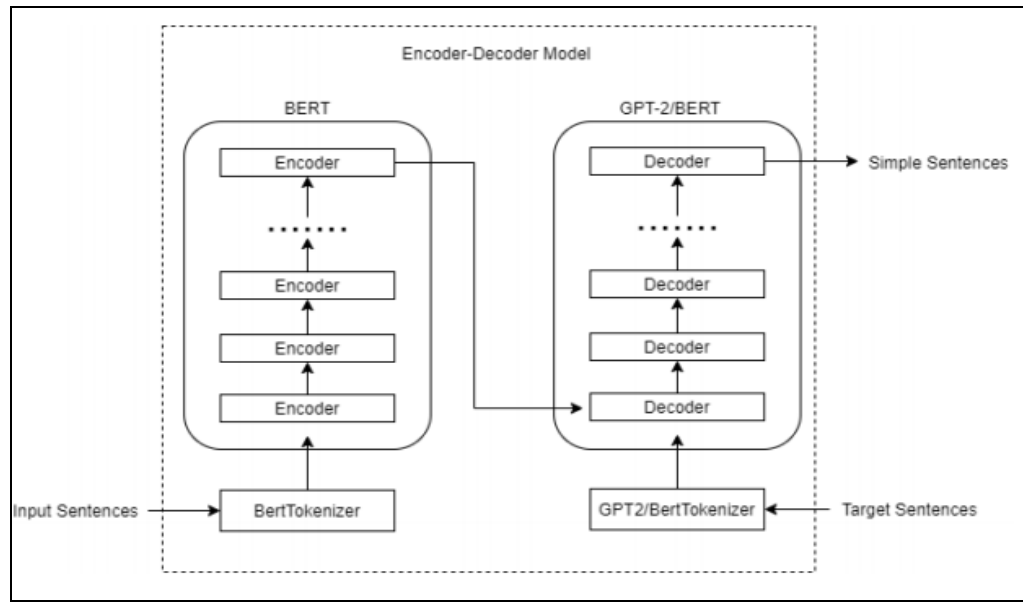 Encoder-Decoder Model
BERT
GPT-2/BERT
Encoder
Decoder
Simple Sentences
Encoder
Decoder
Encoder
Decoder
Encoder
Decoder
Input Sentences
BertTokenizer
GPT2/BertTokenizer
Target Sentences